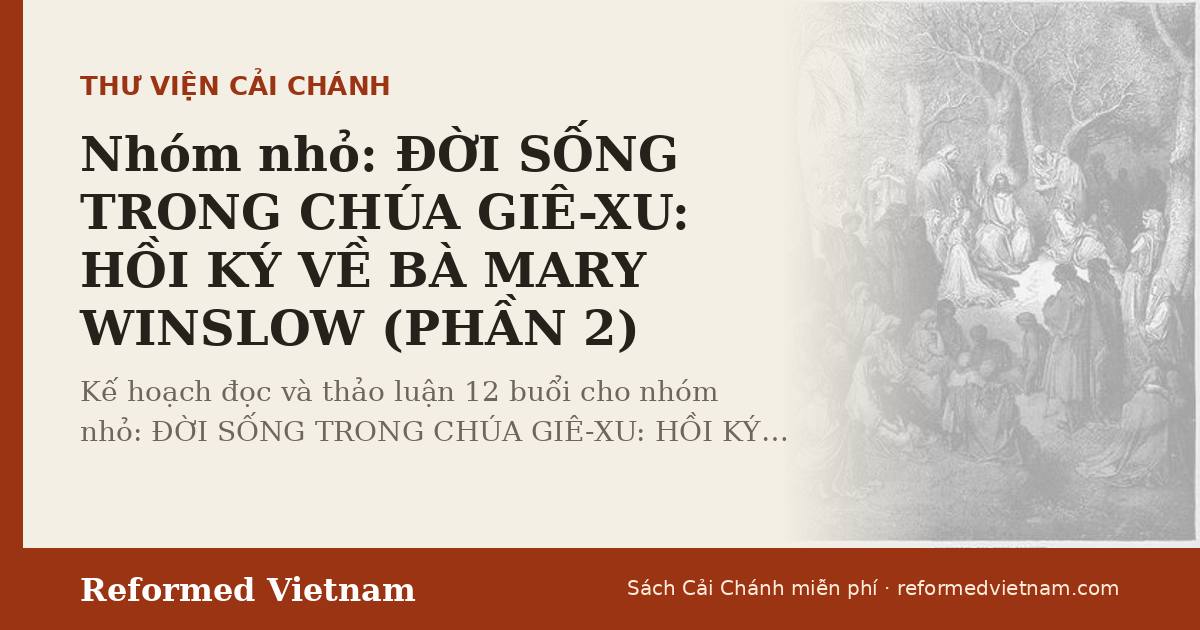 THƯ VIỆN CẢI CHÁNH
Nhóm nhỏ: ĐỜI SỐNG
TRONG CHÚA GIÊ-XU:
HỒI KÝ VỀ BÀ MARY
WINSLOW (PHẦN 2)
Kế hoạch đọc và thảo luận 12 buổi cho nhóm
nhỏ: ĐỜI SỐNG TRONG CHÚA GIÊ-XU: HỒI KÝ…
Reformed Vietnam
Sách Cải Chánh miễn phí · reformedvietnam.com